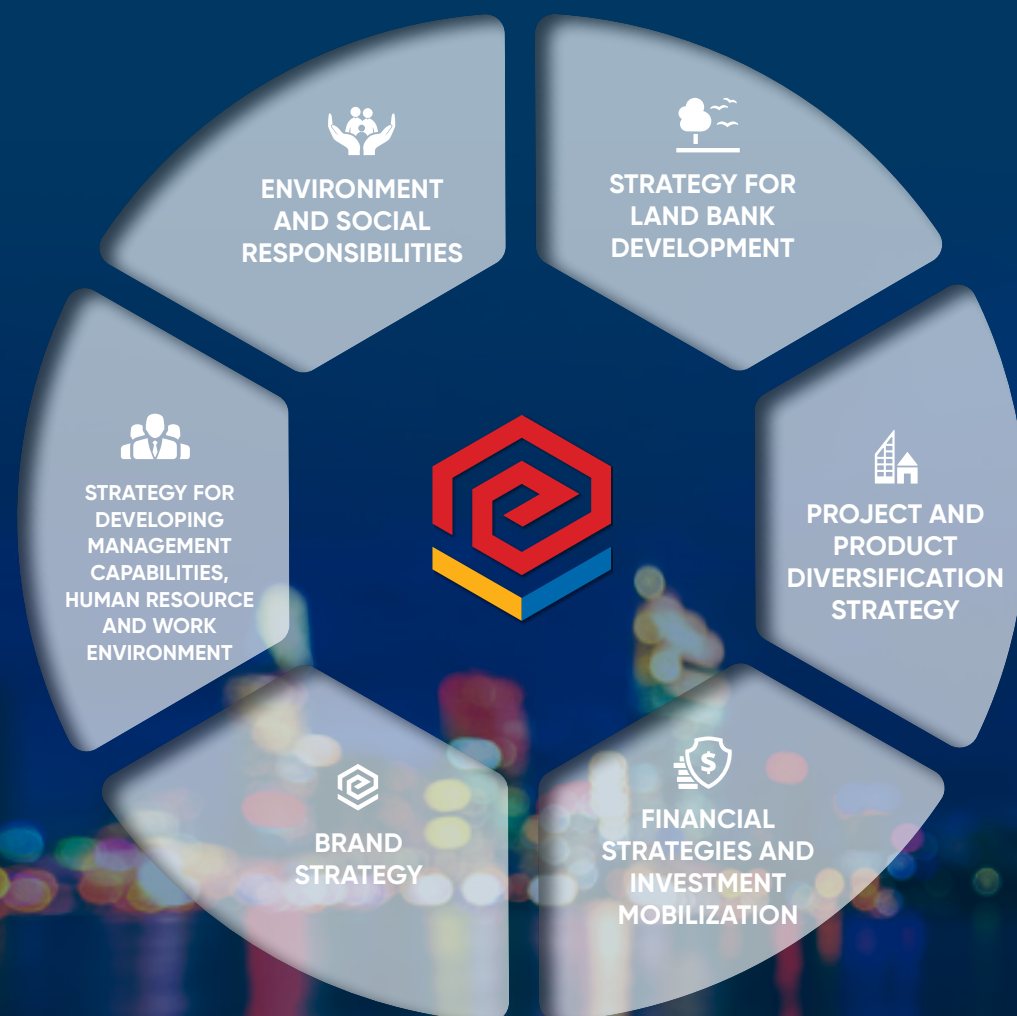 ENVIRONMENT
AND SOCIAL
RESPONSIBILITIES
STRATEGY FOR
LAND BANK
DEVELOPMENT
STRATEGY FOR
DEVELOPING
MANAGEMENT
CAPABILITIES,
HUMAN RESOURCE
AND WORK
ENVIRONMENT
PROJECT AND
PRODUCT
DIVERSIFICATION
STRATEGY
BRAND
STRATEGY
$
FINANCIAL
STRATEGIES AND
INVESTMENT
MOBILIZATION